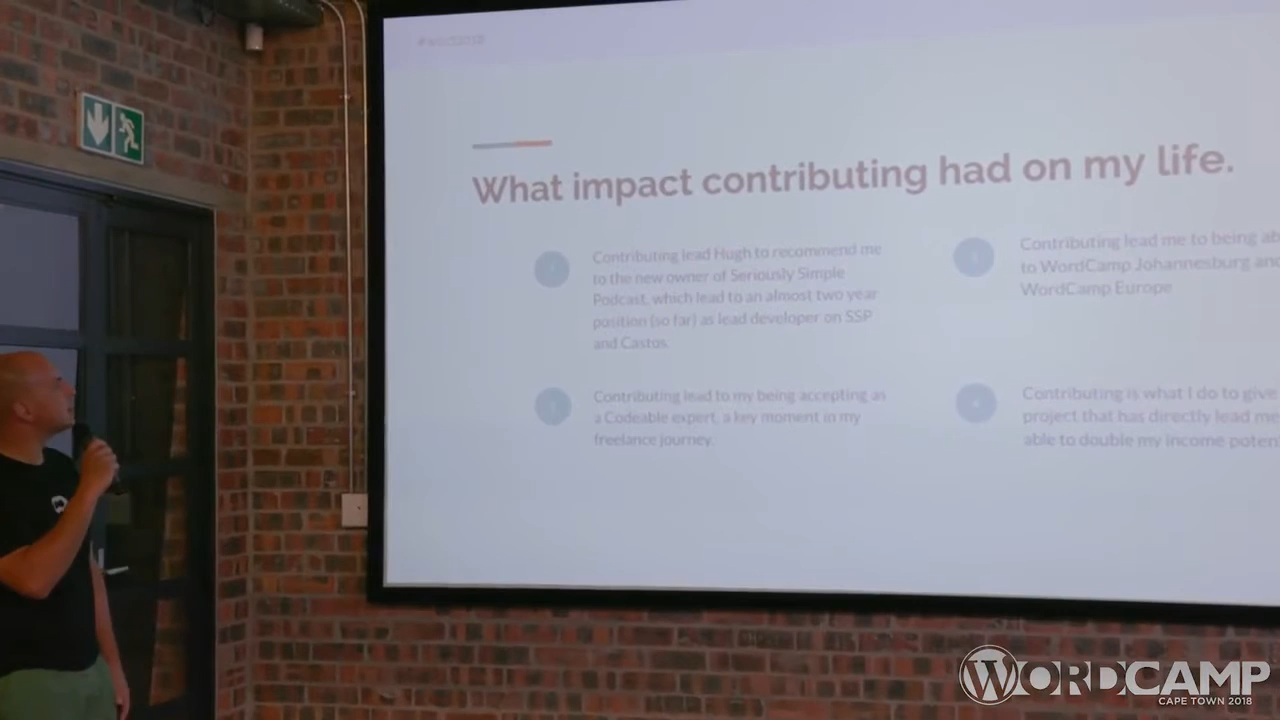 What impact contributing had on my life.
Contributing lead Hugh to recommend me
to the new owner of Seriously Simple
Podcast, which lead to an almost two year
position (so far) as lead developer on SSP
and Castos.
Contributing lead to my being accepting as
a Codeable expert, a key moment in my
freelance journey.
Contributing lead me to being
to WordCamp Johannesburg and
WordCamp Europe
Contributing is what I do to give
project that has directly lead me
able to double my income
WORDCAMP
CAPE TOWN 2018